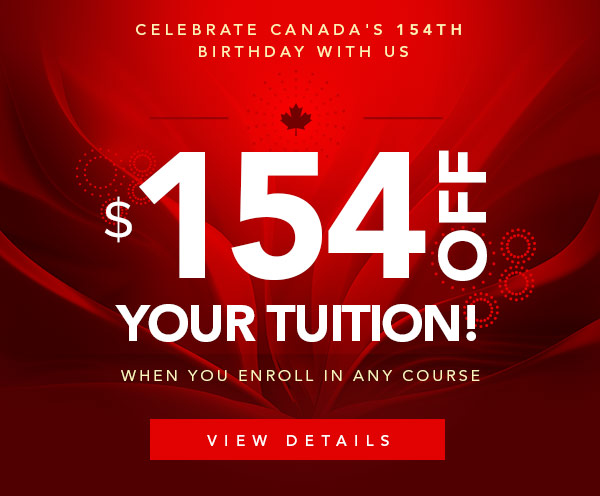 CELEBRATE CANADA'S 154TH
BIRTHDAY WITH US
$154 OFF
YOUR TUITION!
WHEN YOU ENROLL IN ANY COURSE
VIEW DETAILS